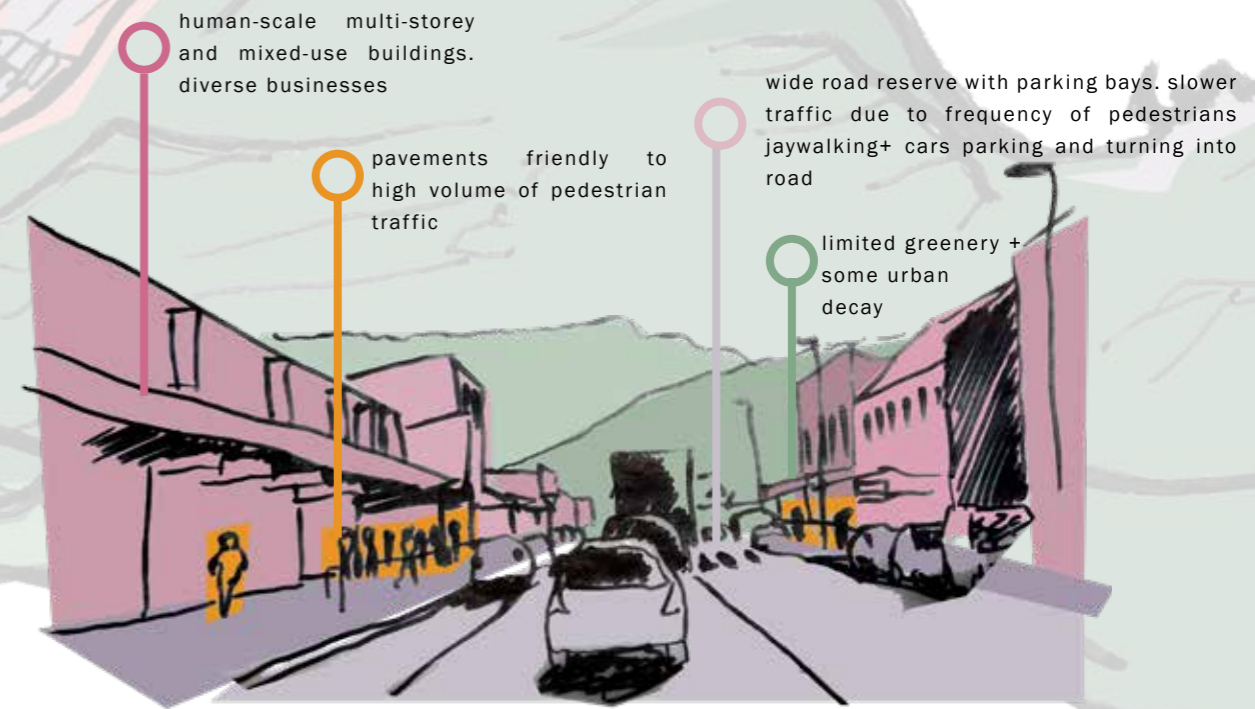 human-scale multi-storey
and mixed-use buildings.
diverse businesses
pavements friendly to
high volume of pedestrian
traffic
wide road reserve with parking bays. slower
traffic due to frequency of pedestrians
jaywalking+ cars parking and turning into
road
limited greenery +
some urban
decay